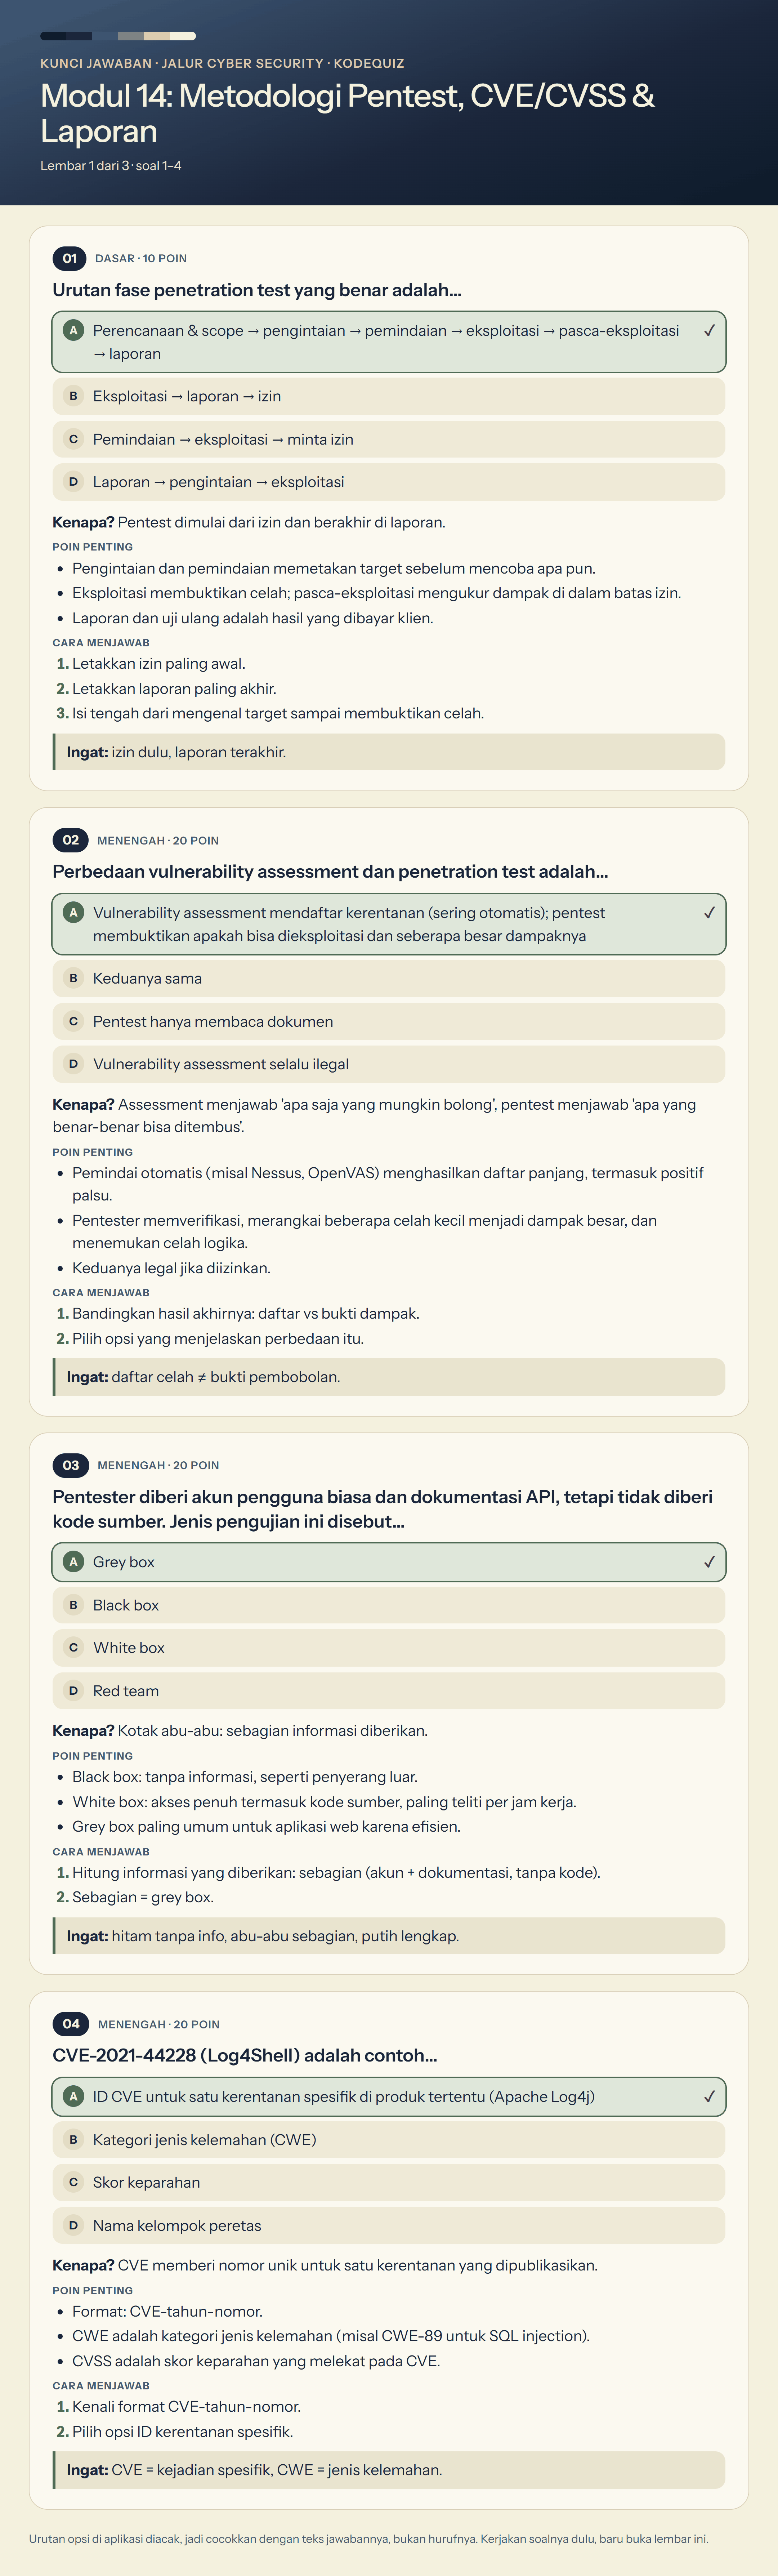 KUNCI JAWABAN · JALUR CYBER SECURITY · KODEQUIZ
Modul 14: Metodologi Pentest, CVE/CVSS &
Laporan
Lembar 1 dari 3 · soal 1–4
01 DASAR · 10 POIN
Urutan fase penetration test yang benar adalah...
A Perencanaan & scope → pengintaian → pemindaian → eksploitasi → pasca-eksploitasi ✓
→ laporan
B Eksploitasi → laporan → izin
C Pemindaian → eksploitasi → minta izin
D Laporan → pengintaian → eksploitasi
Kenapa? Pentest dimulai dari izin dan berakhir di laporan.
POIN PENTING
• Pengintaian dan pemindaian memetakan target sebelum mencoba apa pun.
• Eksploitasi membuktikan celah; pasca-eksploitasi mengukur dampak di dalam batas izin.
• Laporan dan uji ulang adalah hasil yang dibayar klien.
CARA MENJAWAB
1. Letakkan izin paling awal.
2. Letakkan laporan paling akhir.
3. Isi tengah dari mengenal target sampai membuktikan celah.
Ingat: izin dulu, laporan terakhir.
02 MENENGAH · 20 POIN
Perbedaan vulnerability assessment dan penetration test adalah...
A Vulnerability assessment mendaftar kerentanan (sering otomatis); pentest ✓
membuktikan apakah bisa dieksploitasi dan seberapa besar dampaknya
B Keduanya sama
C Pentest hanya membaca dokumen
D Vulnerability assessment selalu ilegal
Kenapa? Assessment menjawab 'apa saja yang mungkin bolong', pentest menjawab 'apa yang
benar-benar bisa ditembus'.
POIN PENTING
• Pemindai otomatis (misal Nessus, OpenVAS) menghasilkan daftar panjang, termasuk positif
palsu.
• Pentester memverifikasi, merangkai beberapa celah kecil menjadi dampak besar, dan
menemukan celah logika.
• Keduanya legal jika diizinkan.
CARA MENJAWAB
1. Bandingkan hasil akhirnya: daftar vs bukti dampak.
2. Pilih opsi yang menjelaskan perbedaan itu.
Ingat: daftar celah ≠ bukti pembobolan.
03 MENENGAH · 20 POIN
Pentester diberi akun pengguna biasa dan dokumentasi API, tetapi tidak diberi
kode sumber. Jenis pengujian ini disebut...
A Grey box ✓
B Black box
C White box
D Red team
Kenapa? Kotak abu-abu: sebagian informasi diberikan.
POIN PENTING
• Black box: tanpa informasi, seperti penyerang luar.
• White box: akses penuh termasuk kode sumber, paling teliti per jam kerja.
• Grey box paling umum untuk aplikasi web karena efisien.
CARA MENJAWAB
1. Hitung informasi yang diberikan: sebagian (akun + dokumentasi, tanpa kode).
2. Sebagian = grey box.
Ingat: hitam tanpa info, abu-abu sebagian, putih lengkap.
04 MENENGAH · 20 POIN
CVE-2021-44228 (Log4Shell) adalah contoh...
A ID CVE untuk satu kerentanan spesifik di produk tertentu (Apache Log4j) ✓
B Kategori jenis kelemahan (CWE)
C Skor keparahan
D Nama kelompok peretas
Kenapa? CVE memberi nomor unik untuk satu kerentanan yang dipublikasikan.
POIN PENTING
• Format: CVE-tahun-nomor.
• CWE adalah kategori jenis kelemahan (misal CWE-89 untuk SQL injection).
• CVSS adalah skor keparahan yang melekat pada CVE.
CARA MENJAWAB
1. Kenali format CVE-tahun-nomor.
2. Pilih opsi ID kerentanan spesifik.
Ingat: CVE = kejadian spesifik, CWE = jenis kelemahan.
Urutan opsi di aplikasi diacak, jadi cocokkan dengan teks jawabannya, bukan hurufnya. Kerjakan soalnya dulu, baru buka lembar ini.